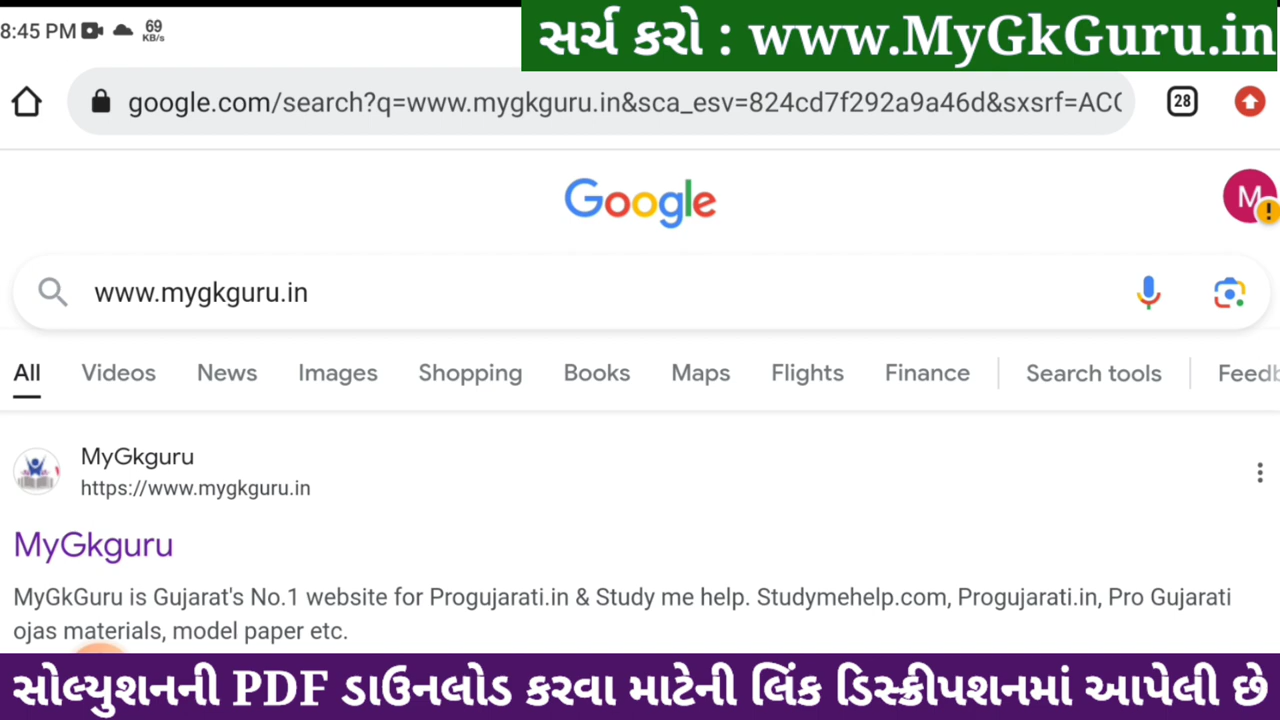 8:45 PM 69 KB/s
સર્ચ કરો : www.MyGkGuru.in
google.com/search?q=www.mygkguru.in&sca_esv=824cd7f292a9a46d&sxsrf=AC
28
Google
M
www.mygkguru.in
All Videos News Images Shopping Books Maps Flights Finance Search tools Feedb
MyGkguru
https://www.mygkguru.in
MyGkguru
MyGkGuru is Gujarat's No.1 website for Progujarati.in & Study me help. Studymehelp.com, Progujarati.in, Pro Gujarati
ojas materials, model paper etc.
સોલ્યુશનની PDF ડાઉનલોડ કરવા માટેની લિંક ડિસ્ક્રીપશનમાં આપેલી છે